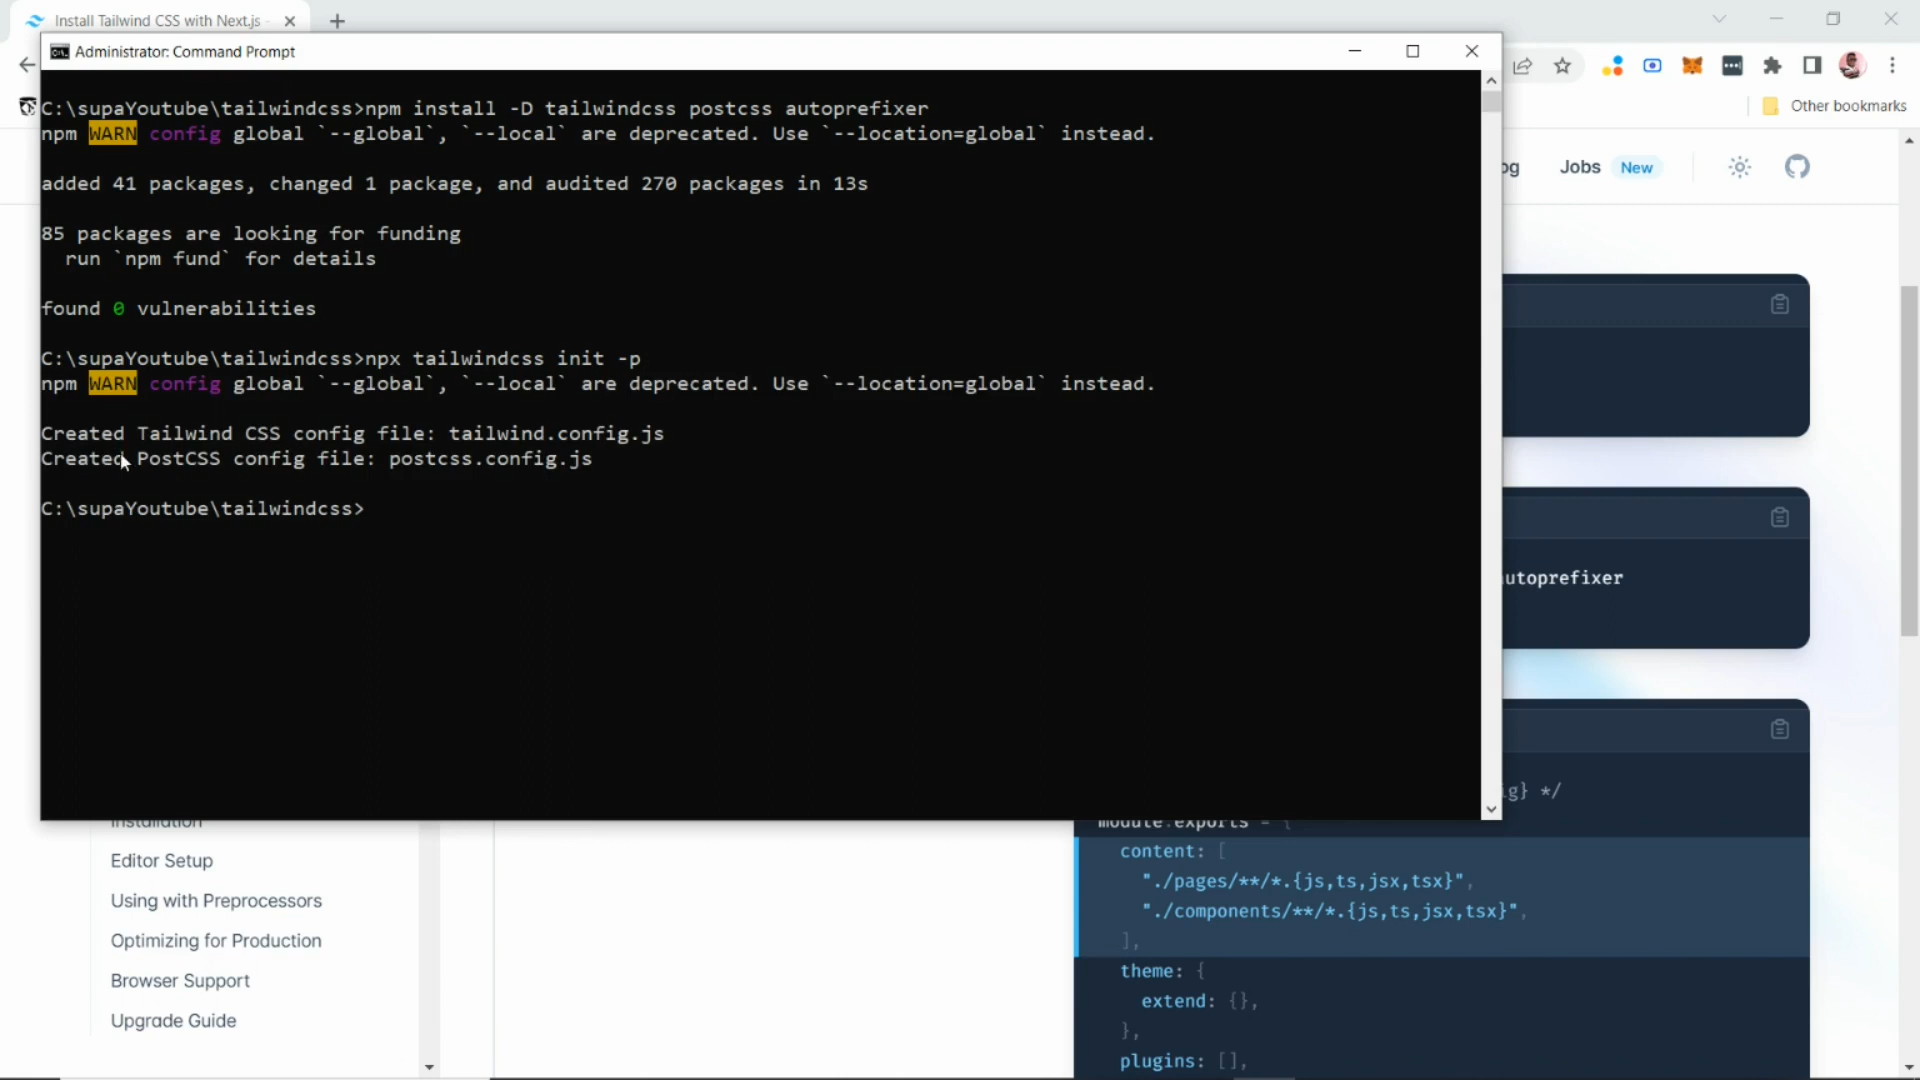 Install Tailwind CSS with Next.js
Administrator: Command Prompt
Other bookmarks
C:\supaYoutube\tailwindcss>npm install -D tailwindcss postcss autoprefixer
npm WARN config global `--global`, `--local` are deprecated. Use `--location=global` instead.
added 41 packages, changed 1 package, and audited 270 packages in 13s
85 packages are looking for funding
run `npm fund` for details
found 0 vulnerabilities
C:\supaYoutube\tailwindcss>npx tailwindcss init -p
npm WARN config global `--global`, `--local` are deprecated. Use `--location=global` instead.
Created Tailwind CSS config file: tailwind.config.js
Created PostCSS config file: postcss.config.js
C:\supaYoutube\tailwindcss>
og
Jobs New
utoprefixer
ig} */
Installation
Editor Setup
Using with Preprocessors
Optimizing for Production
Browser Support
Upgrade Guide
module.exports = {
content: [
"./pages/**/*.{js,ts,jsx,tsx}",
"./components/**/*.{js,ts,jsx,tsx}",
],
theme: {
extend: {},
},
plugins: [],